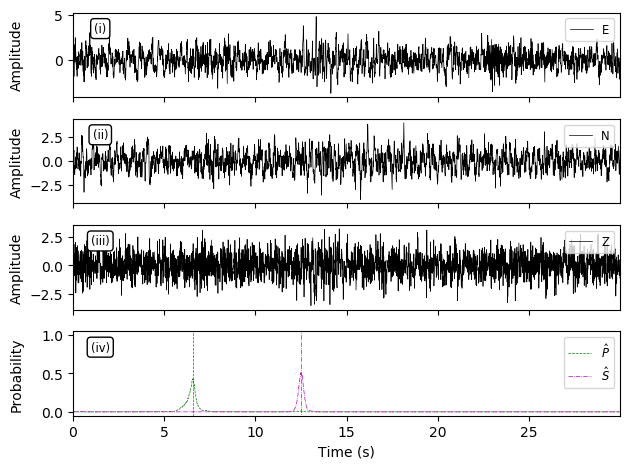 5
0
Amplitude
(i)
E
2.5
0.0
−2.5
Amplitude
(ii)
N
2.5
0.0
−2.5
Amplitude
(iii)
Z
1.0
0.5
0.0
Probability
(iv)
P̂
Ŝ
0 5 10 15 20 25
Time (s)